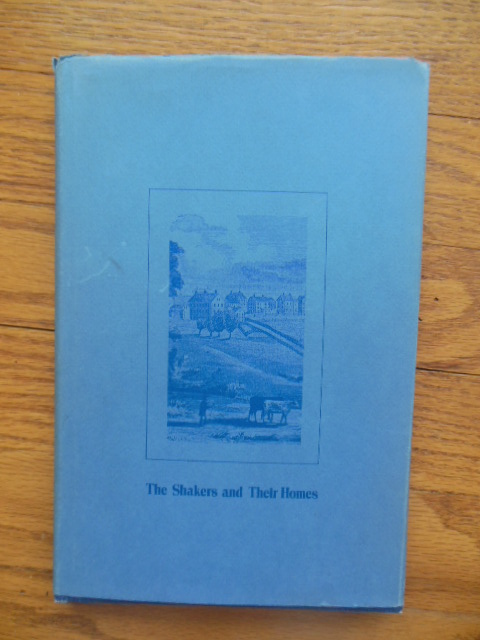 The Shakers and Their Homes